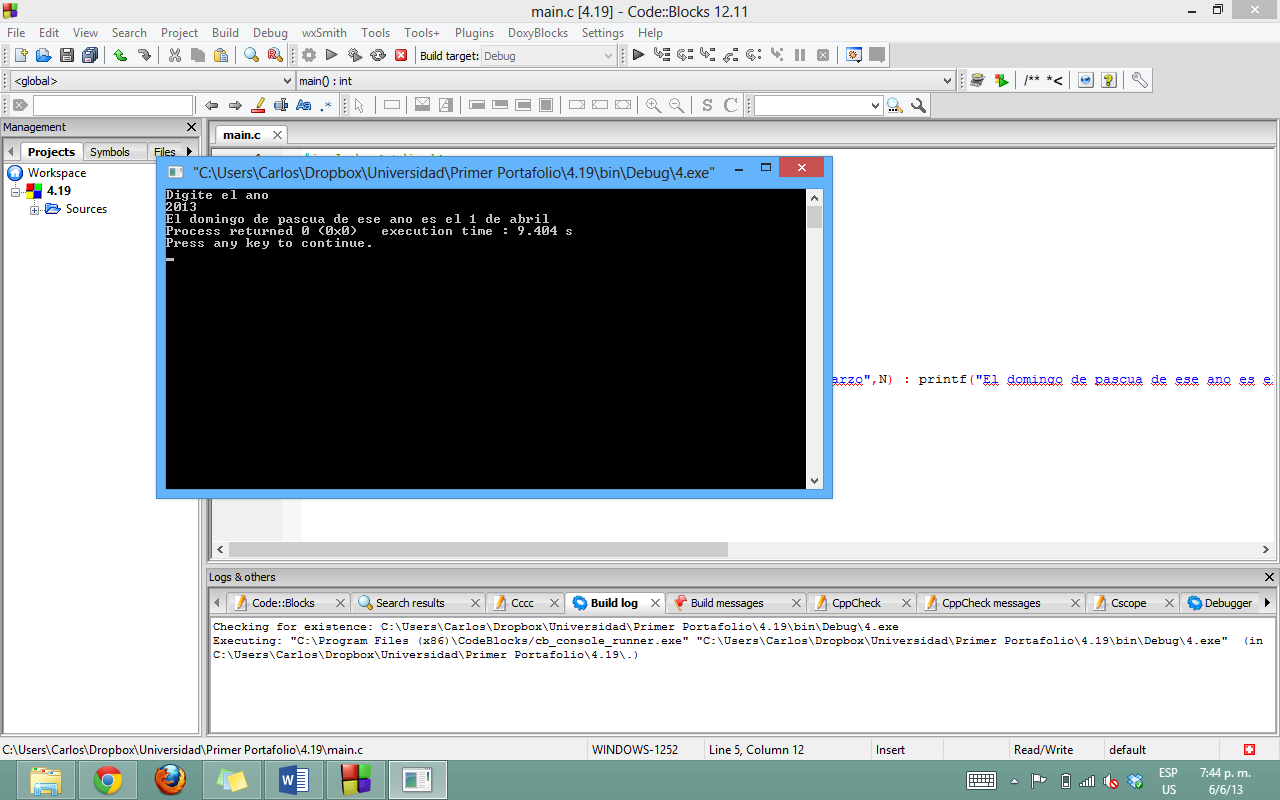 main.c [4.19] - Code::Blocks 12.11
File Edit View Search Project Build Debug wxSmith Tools Tools+ Plugins DoxyBlocks Settings Help
Build target: Debug
<global> main() : int /** *<
Management
main.c
Projects Symbols Files
Workspace
4.19
Sources
"C:\Users\Carlos\Dropbox\Universidad\Primer Portafolio\4.19\bin\Debug\4.exe"
Digite el ano
2013
El domingo de pascua de ese ano es el 1 de abril
Process returned 0 (0x0) execution time : 9.404 s
Press any key to continue.
arzo",N) : printf("El domingo de pascua de ese ano es e
Logs & others
Code::Blocks Search results Cccc Build log Build messages CppCheck CppCheck messages Cscope Debugger
Checking for existence: C:\Users\Carlos\Dropbox\Universidad\Primer Portafolio\4.19\bin\Debug\4.exe
Executing: "C:\Program Files (x86)\CodeBlocks/cb_console_runner.exe" "C:\Users\Carlos\Dropbox\Universidad\Primer Portafolio\4.19\bin\Debug\4.exe" (in
C:\Users\Carlos\Dropbox\Universidad\Primer Portafolio\4.19\.)
C:\Users\Carlos\Dropbox\Universidad\Primer Portafolio\4.19\main.c WINDOWS-1252 Line 5, Column 12 Insert Read/Write default
ESP
US
7:44 p. m.
6/6/13